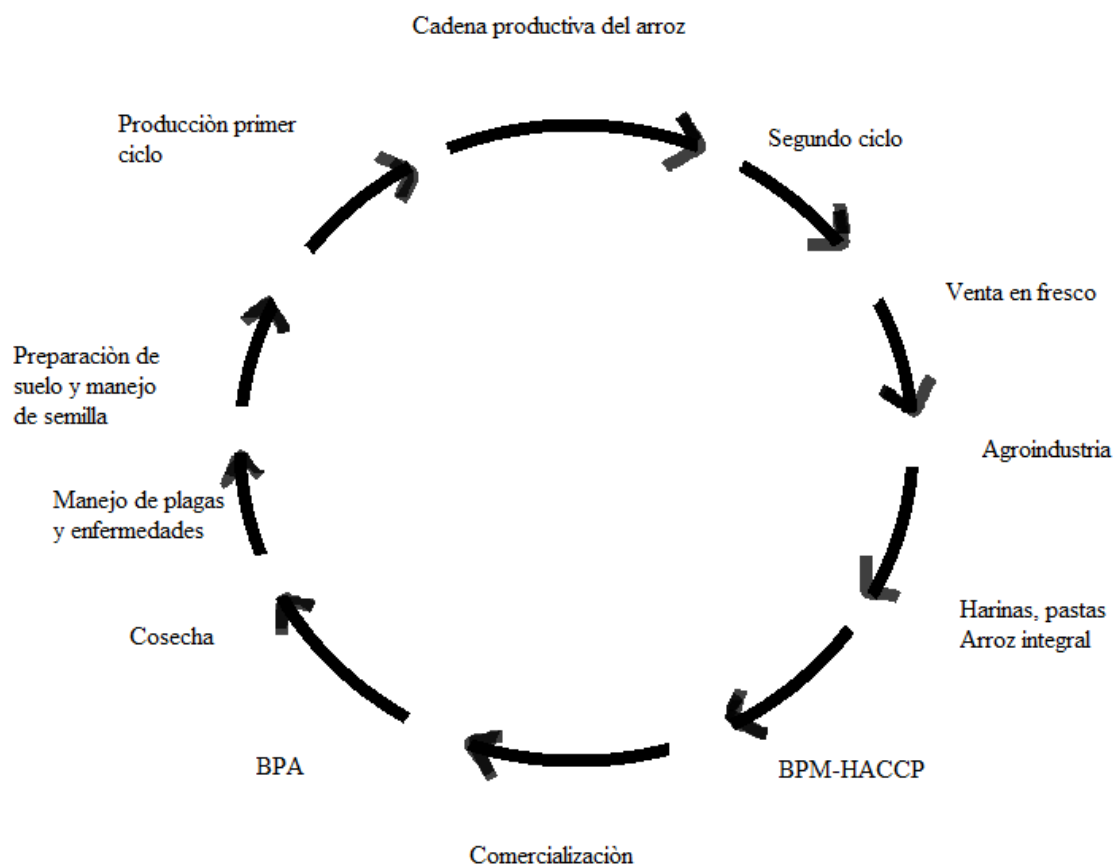 Cadena productiva del arroz
Producciòn primer
ciclo
Segundo ciclo
Venta en fresco
Preparaciòn de
suelo y manejo
de semilla
Agroindustria
Manejo de plagas
y enfermedades
Harinas, pastas
Arroz integral
Cosecha
BPA
BPM-HACCP
Comercializaciòn